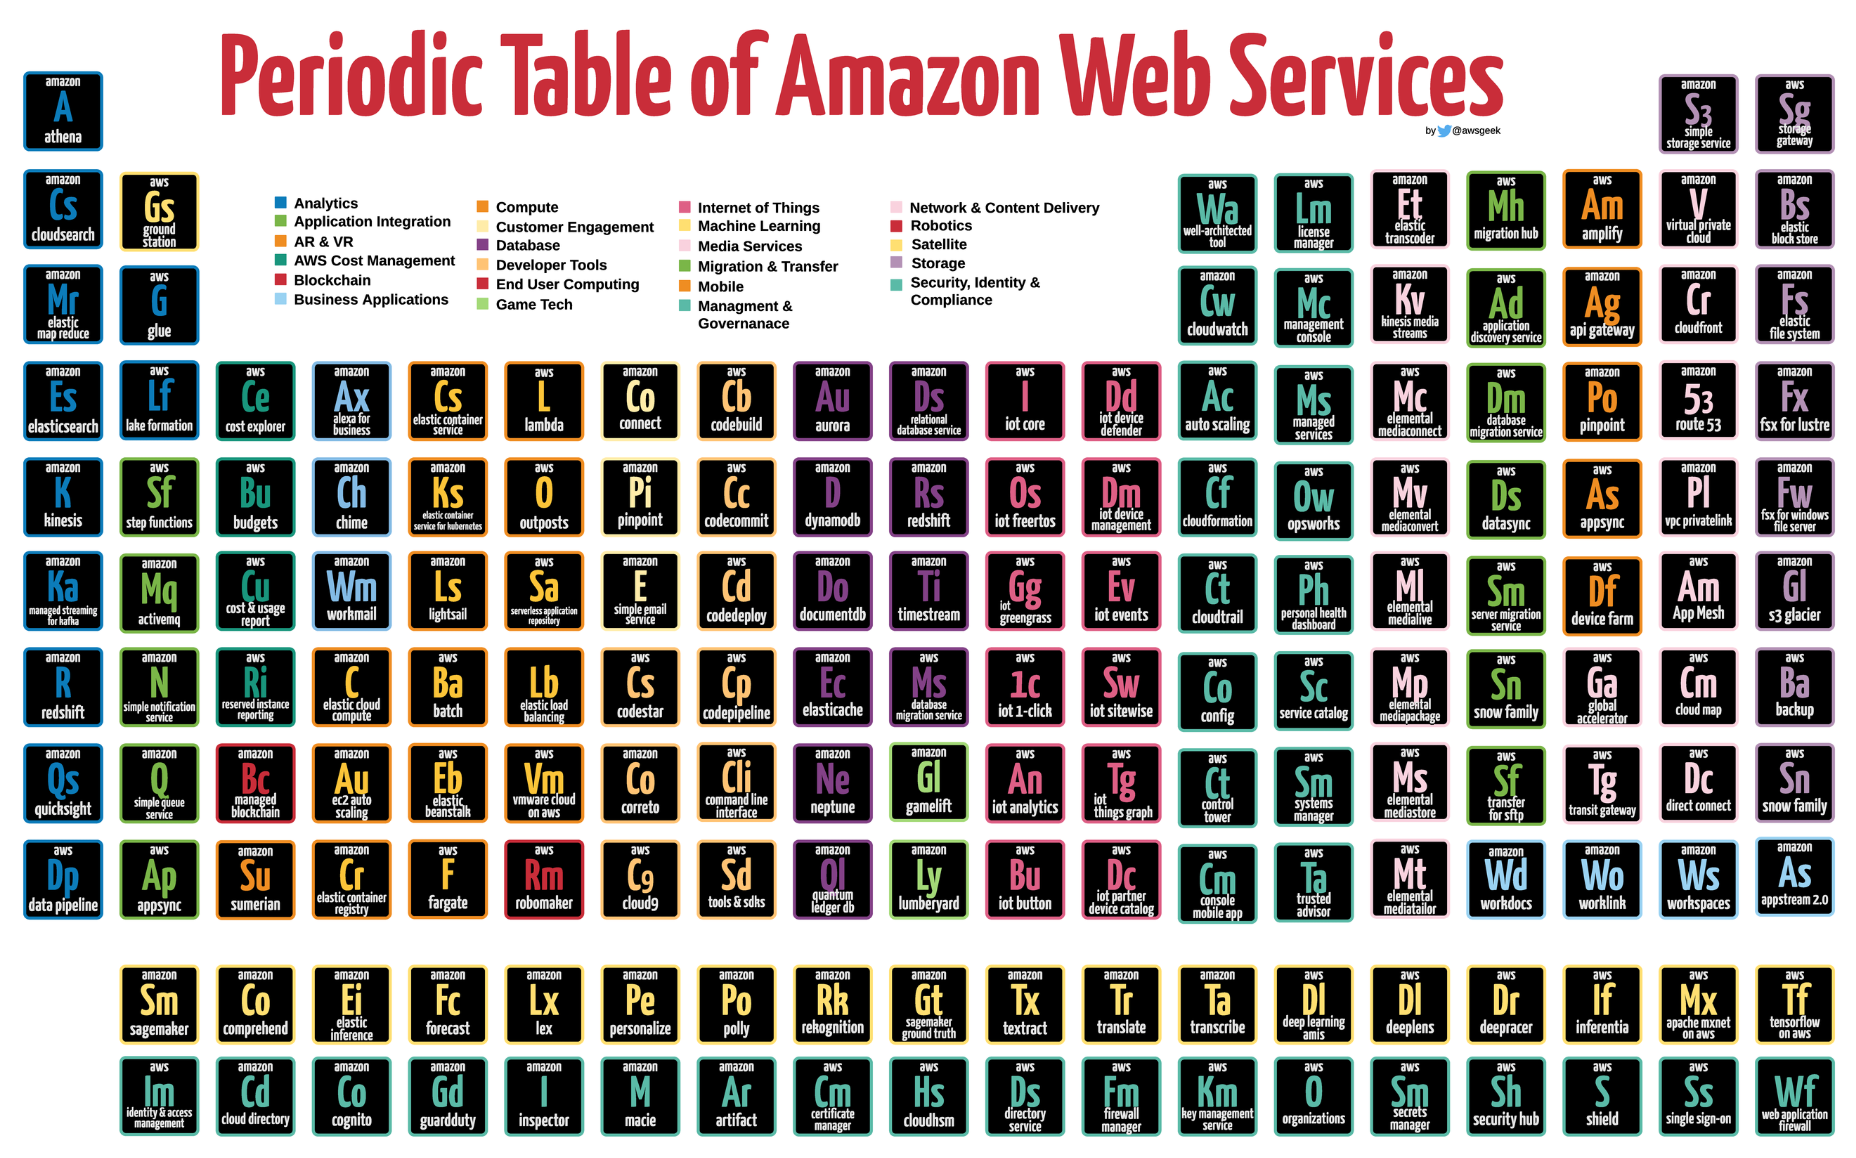 Periodic Table of Amazon Web Services
by @awsgeek
amazon
A
athena
amazon
S3
simple
storage service
aws
Sg
storage
gateway
amazon
Cs
cloudsearch
aws
Gs
ground
station
Analytics
Application Integration
AR & VR
AWS Cost Management
Blockchain
Business Applications
Compute
Customer Engagement
Database
Developer Tools
End User Computing
Game Tech
Internet of Things
Machine Learning
Media Services
Migration & Transfer
Mobile
Managment &
Governanace
Network & Content Delivery
Robotics
Satellite
Storage
Security, Identity &
Compliance
aws
Wa
well-architected
tool
aws
Lm
license
manager
amazon
Et
elastic
transcoder
aws
Mh
migration hub
aws
Am
amplify
amazon
V
virtual private
cloud
amazon
Bs
elastic
block store
amazon
Mr
elastic
map reduce
aws
G
glue
amazon
Cw
cloudwatch
aws
Mc
management
console
amazon
Kv
kinesis media
streams
aws
Ad
application
discovery service
amazon
Ag
api gateway
amazon
Cr
cloudfront
amazon
Fs
elastic
file system
amazon
Es
elasticsearch
aws
Lf
lake formation
aws
Ce
cost explorer
amazon
Ax
alexa for
business
amazon
Cs
elastic container
service
aws
L
lambda
amazon
Co
connect
aws
Cb
codebuild
amazon
Au
aurora
amazon
Ds
relational
database service
aws
I
iot core
aws
Dd
iot device
defender
aws
Ac
auto scaling
aws
Ms
managed
services
aws
Mc
elemental
mediaconnect
aws
Dm
database
migration service
amazon
Po
pinpoint
amazon
53
route 53
amazon
Fx
fsx for lustre
amazon
K
kinesis
aws
Sf
step functions
aws
Bu
budgets
amazon
Ch
chime
amazon
Ks
elastic container
service for kubernetes
aws
O
outposts
amazon
Pi
pinpoint
aws
Cc
codecommit
amazon
D
dynamodb
amazon
Rs
redshift
amazon
Os
iot freertos
aws
Dm
iot device
management
aws
Cf
cloudformation
aws
Ow
opsworks
aws
Mv
elemental
mediaconvert
aws
Ds
datasync
aws
As
appsync
amazon
Pl
vpc privatelink
amazon
Fw
fsx for windows
file server
amazon
Ka
managed streaming
for kafka
amazon
Mq
activemq
aws
Cu
cost & usage
report
amazon
Wm
workmail
amazon
Ls
lightsail
aws
Sa
serverless application
repository
amazon
E
simple email
service
aws
Cd
codedeploy
amazon
Do
documentdb
amazon
Ti
timestream
aws
Gg
iot
greengrass
aws
Ev
iot events
aws
Ct
cloudtrail
aws
Ph
personal health
dashboard
aws
Ml
elemental
medialive
aws
Sm
server migration
service
aws
Df
device farm
aws
Am
App Mesh
amazon
Gl
s3 glacier
amazon
R
redshift
amazon
N
simple notification
service
aws
Ri
reserved instance
reporting
amazon
C
elastic cloud
compute
aws
Ba
batch
aws
Lb
elastic load
balancing
aws
Cs
codestar
aws
Cp
codepipeline
amazon
Ec
elasticache
aws
Ms
database
migration service
aws
1c
iot 1-click
aws
Sw
iot sitewise
aws
Co
config
aws
Sc
service catalog
aws
Mp
elemental
mediapackage
aws
Sn
snow family
aws
Ga
global
accelerator
aws
Cm
cloud map
aws
Ba
backup
amazon
Qs
quicksight
amazon
Q
simple queue
service
amazon
Bc
managed
blockchain
amazon
Au
ec2 auto
scaling
aws
Eb
elastic
beanstalk
aws
Vm
vmware cloud
on aws
amazon
Co
correto
aws
Cli
command line
interface
amazon
Ne
neptune
amazon
Gl
gamelift
aws
An
iot analytics
aws
Tg
iot
things graph
aws
Ct
control
tower
aws
Sm
systems
manager
aws
Ms
elemental
mediastore
aws
Sf
transfer
for sftp
aws
Tg
transit gateway
aws
Dc
direct connect
aws
Sn
snow family
aws
Dp
data pipeline
aws
Ap
appsync
amazon
Su
sumerian
amazon
Cr
elastic container
registry
aws
F
fargate
aws
Rm
robomaker
aws
C9
cloud9
aws
Sd
tools & sdks
amazon
Ql
quantum
ledger db
amazon
Ly
lumberyard
aws
Bu
iot button
aws
Dc
iot partner
device catalog
aws
Cm
console
mobile app
aws
Ta
trusted
advisor
aws
Mt
elemental
mediatailor
amazon
Wd
workdocs
amazon
Wo
worklink
amazon
Ws
workspaces
amazon
As
appstream 2.0
amazon
Sm
sagemaker
amazon
Co
comprehend
amazon
Ei
elastic
inference
amazon
Fc
forecast
amazon
Lx
lex
amazon
Pe
personalize
amazon
Po
polly
amazon
Rk
rekognition
amazon
Gt
sagemaker
ground truth
amazon
Tx
textract
amazon
Tr
translate
amazon
Ta
transcribe
aws
Dl
deep learning
amis
aws
Dl
deeplens
aws
Dr
deepracer
aws
If
inferentia
aws
Mx
apache mxnet
on aws
aws
Tf
tensorflow
on aws
aws
Im
identity & access
management
amazon
Cd
cloud directory
amazon
Co
cognito
amazon
Gd
guardduty
amazon
I
inspector
amazon
M
macie
amazon
Ar
artifact
aws
Cm
certificate
manager
aws
Hs
cloudhsm
aws
Ds
directory
service
aws
Fm
firewall
manager
aws
Km
key management
service
aws
O
organizations
aws
Sm
secrets
manager
aws
Sh
security hub
aws
S
shield
aws
Ss
single sign-on
aws
Wf
web application
firewall